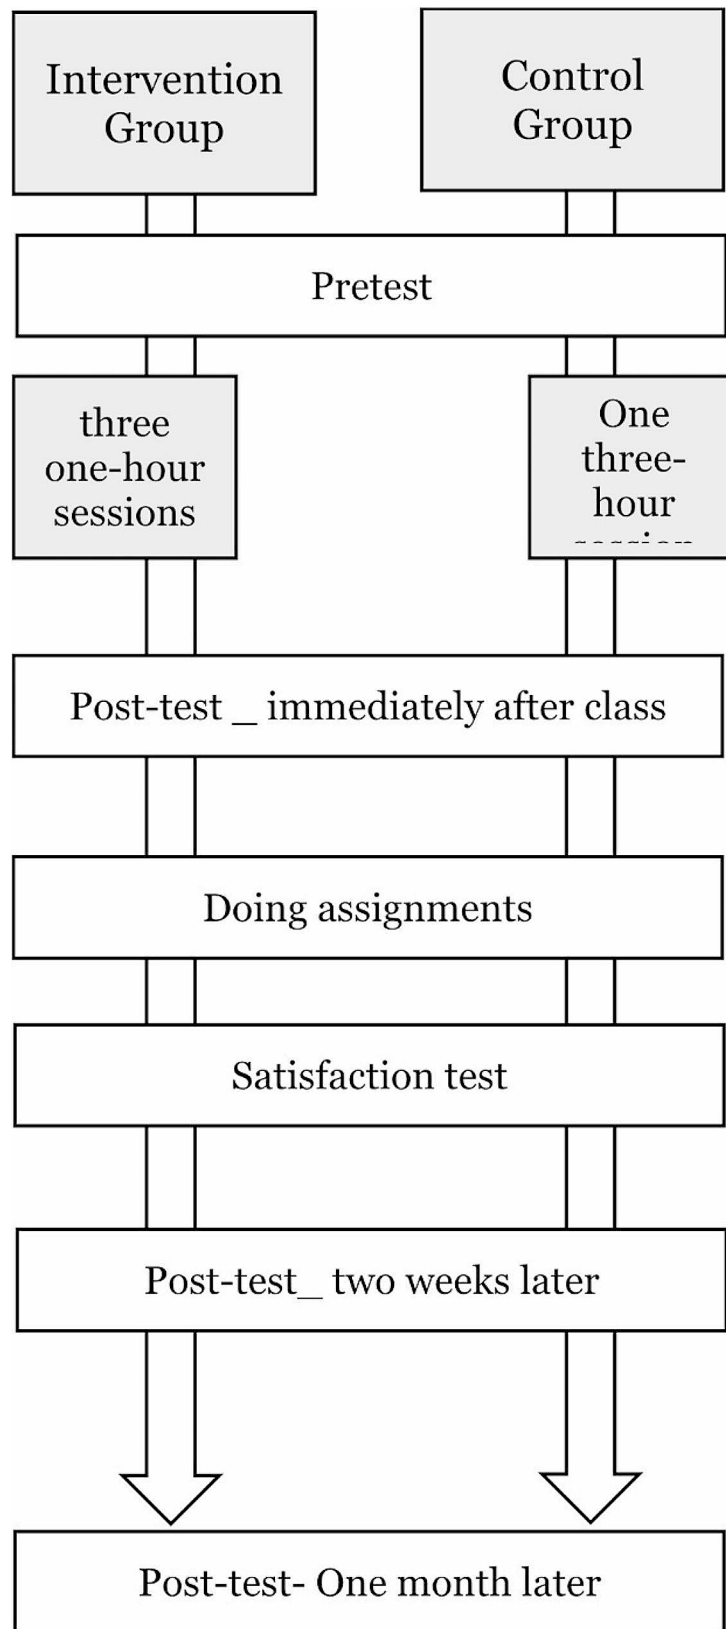 Intervention
Group
Control
Group
Pretest
three
one-hour
sessions
One
three-
hour
Post-test _ immediately after class
Doing assignments
Satisfaction test
Post-test_ two weeks later
Post-test- One month later